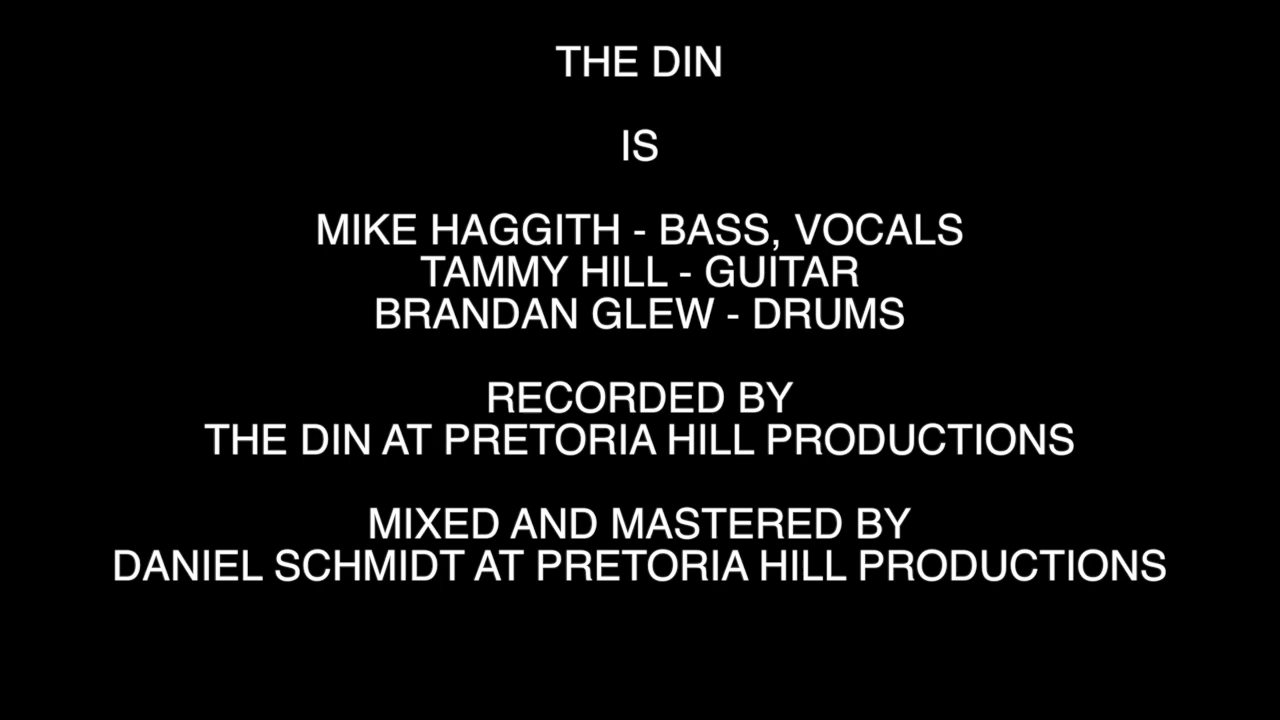 THE DIN
IS
MIKE HAGGITH - BASS, VOCALS
TAMMY HILL - GUITAR
BRANDAN GLEW - DRUMS
RECORDED BY
THE DIN AT PRETORIA HILL PRODUCTIONS
MIXED AND MASTERED BY
DANIEL SCHMIDT AT PRETORIA HILL PRODUCTIONS